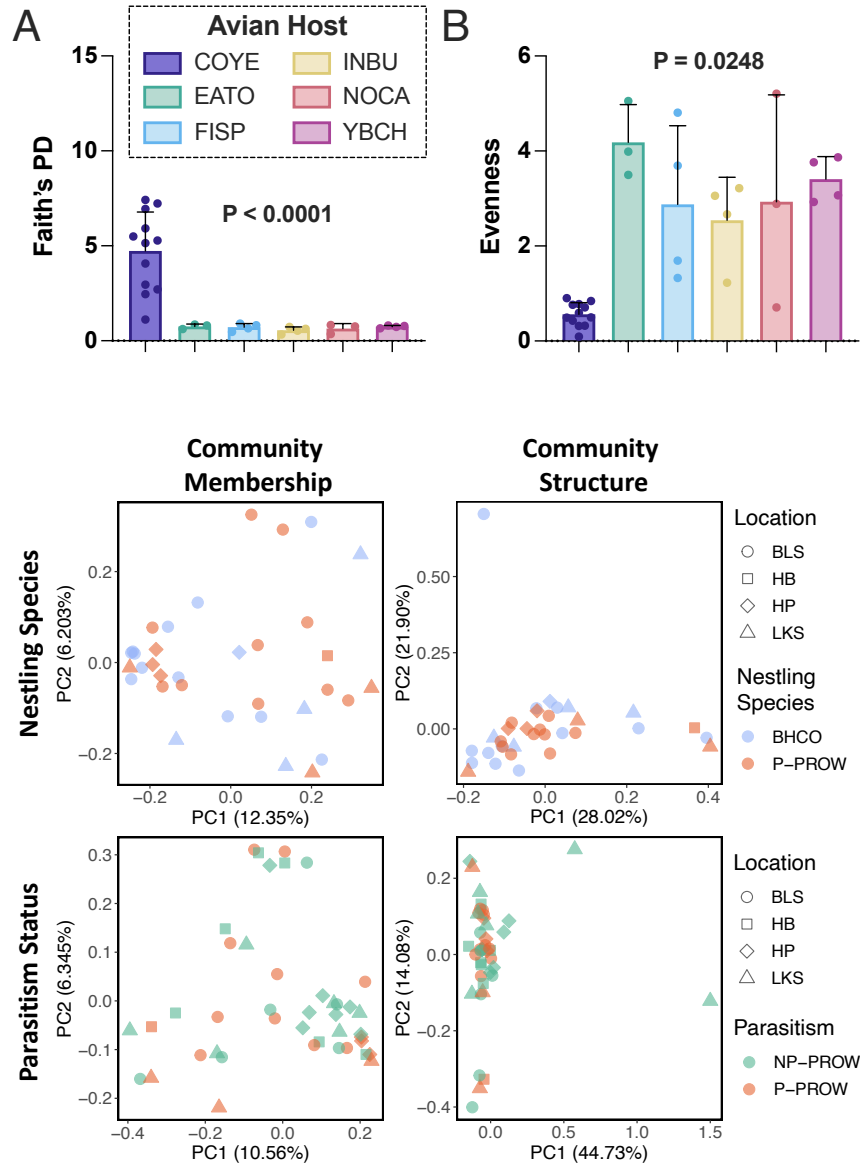 A
B
Avian Host
COYE
INBU
EATO
NOCA
FISP
YBCH
15
10
5
0
Faith's PD
P < 0.0001
6
4
2
0
Evenness
P = 0.0248
Community
Membership
Community
Structure
Nestling Species
PC2 (6.203%)
0.2
0.0
−0.2
−0.2
0.0
0.2
PC1 (12.35%)
PC2 (21.90%)
0.50
0.25
0.00
−0.2
0.0
0.2
0.4
PC1 (28.02%)
Location
BLS
HB
HP
LKS
Nestling
Species
BHCO
P−PROW
Parasitism Status
PC2 (6.345%)
0.3
0.2
0.1
0.0
−0.1
−0.2
−0.4
−0.2
0.0
0.2
PC1 (10.56%)
PC2 (14.08%)
0.2
0.0
−0.2
−0.4
0.0
0.5
1.0
1.5
PC1 (44.73%)
Location
BLS
HB
HP
LKS
Parasitism
NP−PROW
P−PROW